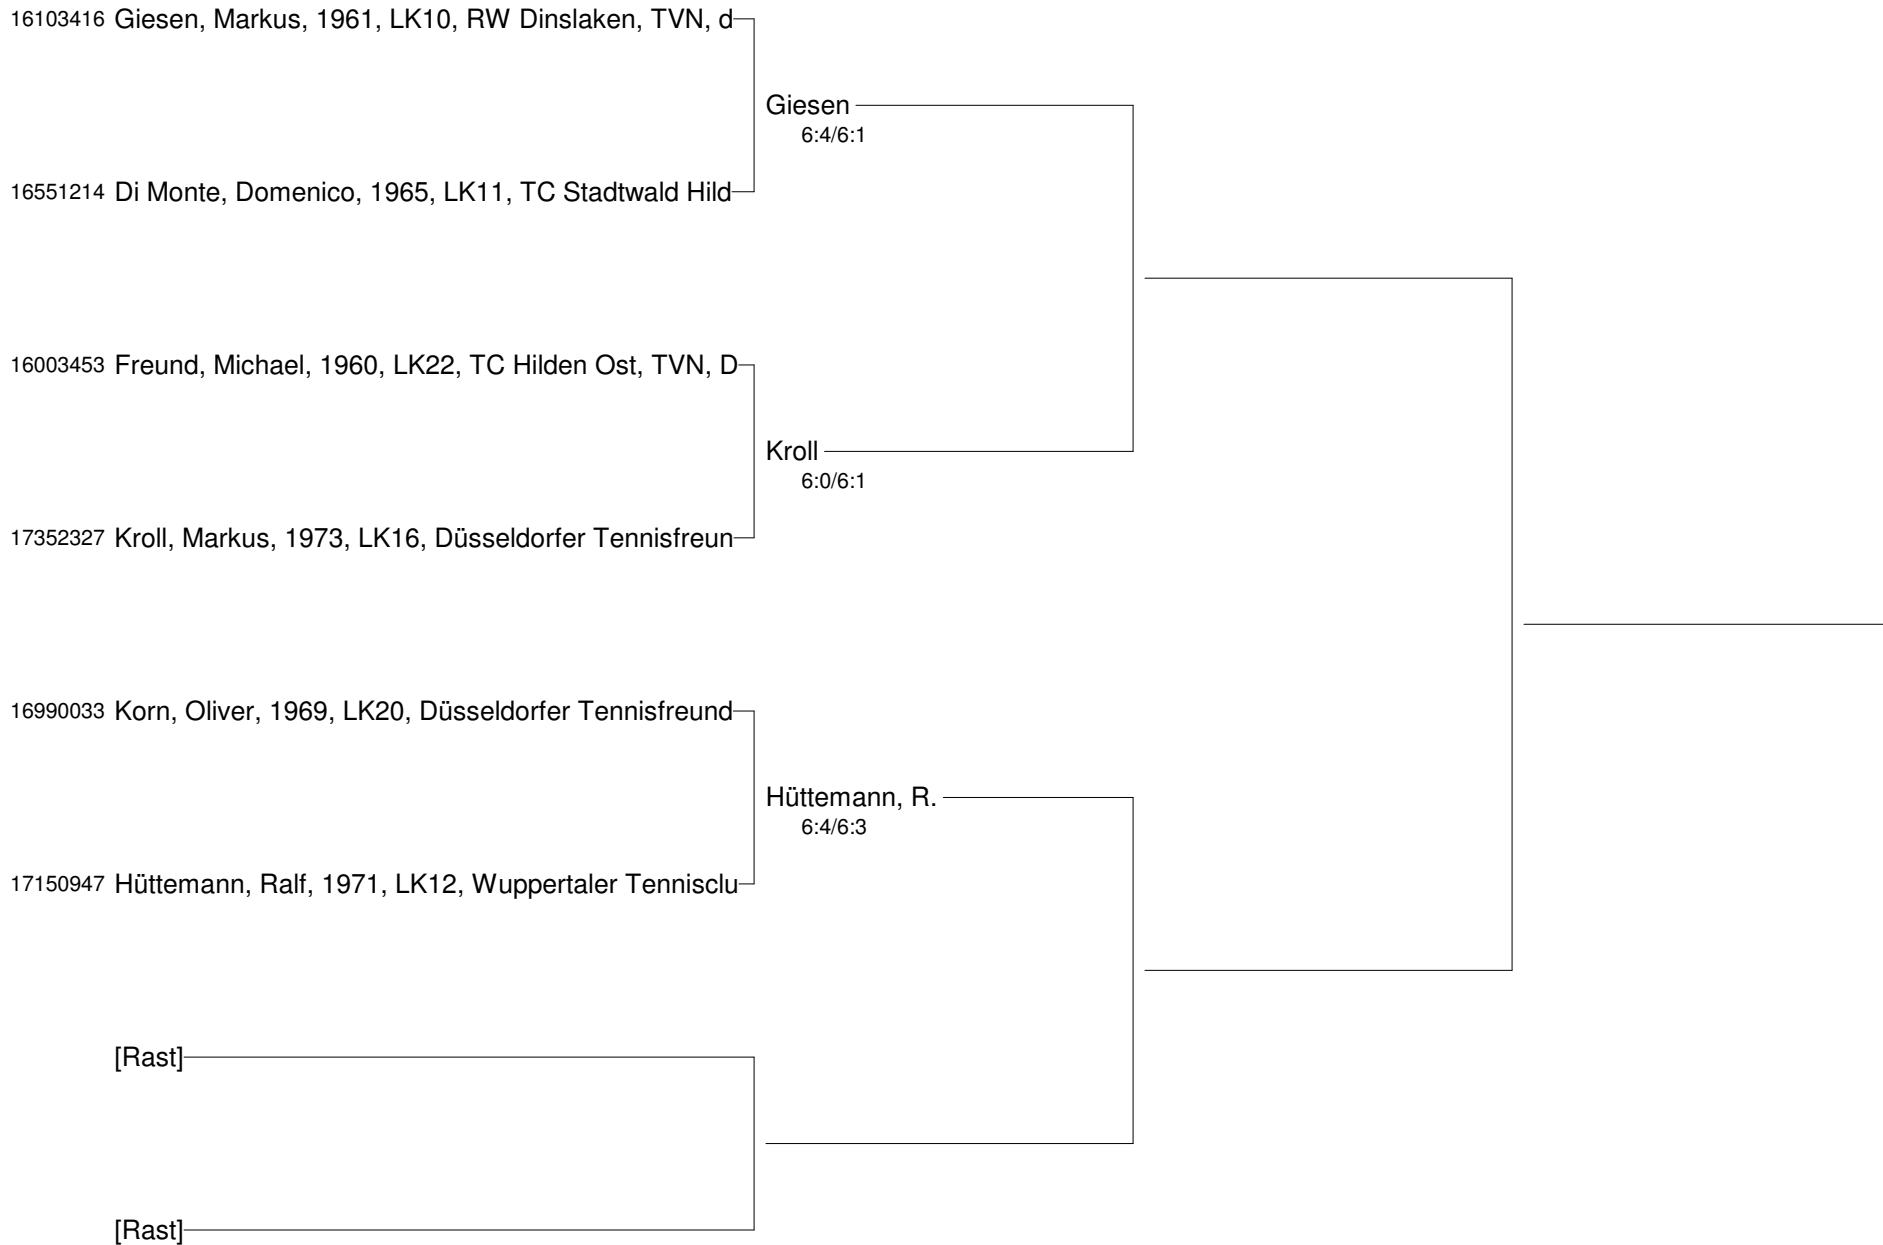 16103416 Giesen, Markus, 1961, LK10, RW Dinslaken, TVN, d
Giesen
6:4/6:1
16551214 Di Monte, Domenico, 1965, LK11, TC Stadtwald Hild
16003453 Freund, Michael, 1960, LK22, TC Hilden Ost, TVN, D
Kroll
6:0/6:1
17352327 Kroll, Markus, 1973, LK16, Düsseldorfer Tennisfreun
16990033 Korn, Oliver, 1969, LK20, Düsseldorfer Tennisfreund
Hüttemann, R.
6:4/6:3
17150947 Hüttemann, Ralf, 1971, LK12, Wuppertaler Tennisclu
[Rast]
[Rast]